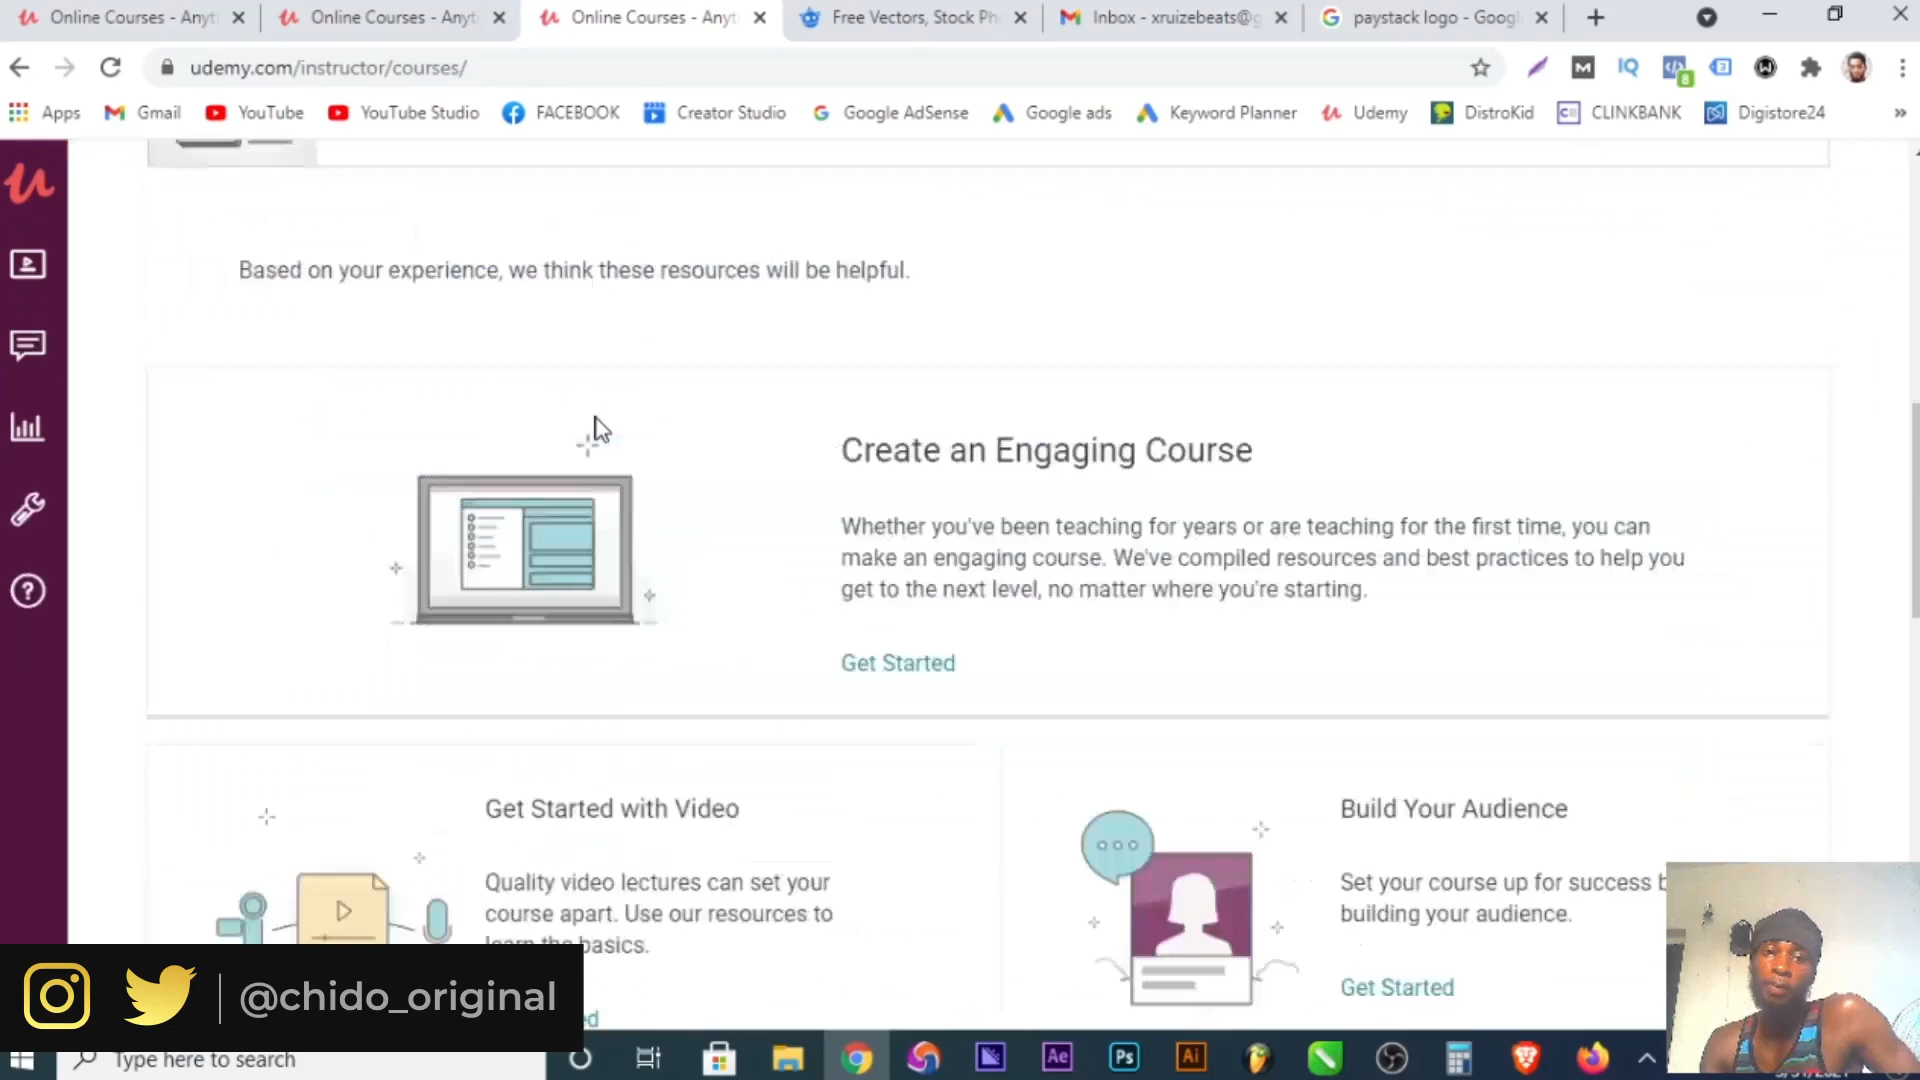 Online Courses - Anyt
Online Courses - Anyt
Online Courses - Anyt
Free Vectors, Stock Ph
Inbox - xruizebeats@g
paystack logo - Googl
udemy.com/instructor/courses/
M
IQ
8
Apps
Gmail
YouTube
YouTube Studio
FACEBOOK
Creator Studio
Google AdSense
Google ads
Keyword Planner
Udemy
DistroKid
CLINKBANK
Digistore24
Based on your experience, we think these resources will be helpful.
Create an Engaging Course
Whether you've been teaching for years or are teaching for the first time, you can
make an engaging course. We've compiled resources and best practices to help you
get to the next level, no matter where you're starting.
Get Started
Get Started with Video
Quality video lectures can set your
course apart. Use our resources to
learn the basics.
Build Your Audience
Set your course up for success b
building your audience.
Get Started
@chido_original
Type here to search
Ae
Ps
Ai